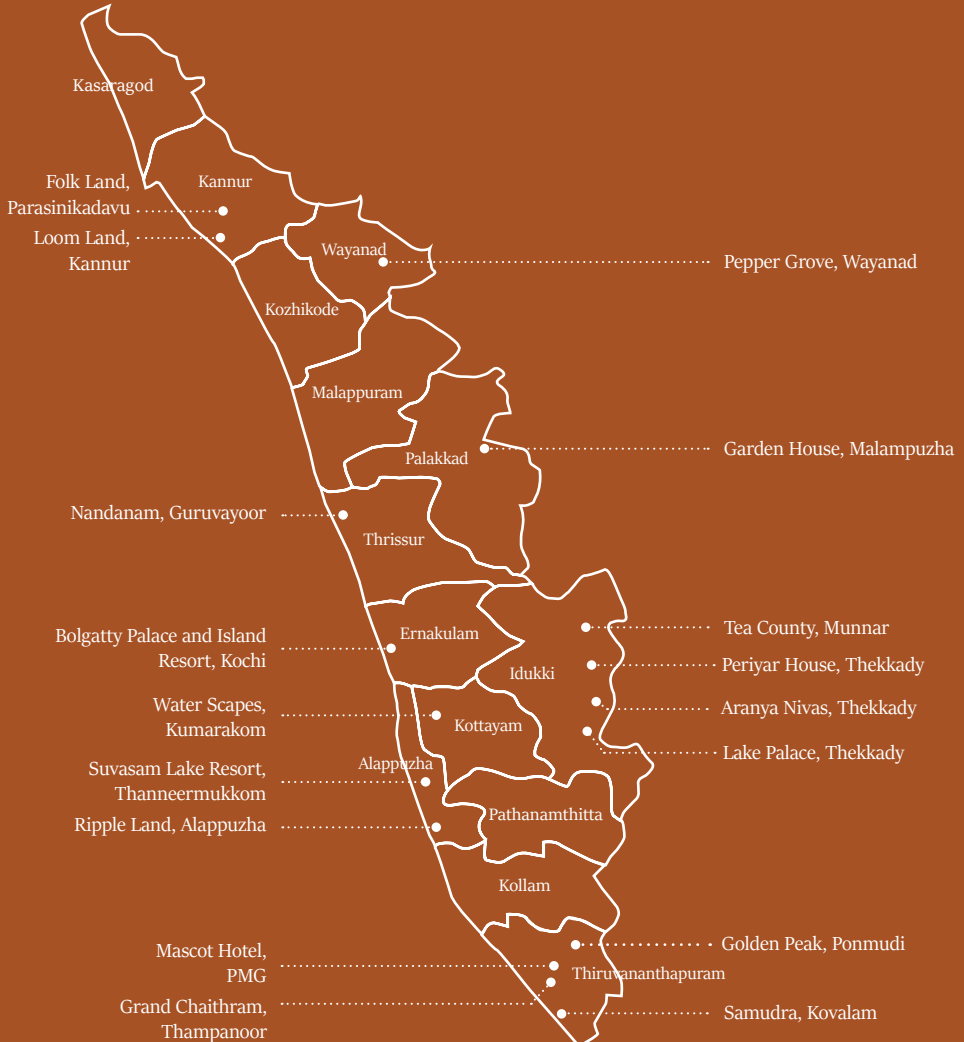 Kasaragod
Folk Land,
Parasinikadavu
Kannur
Loom Land,
Kannur
Wayanad
Pepper Grove, Wayanad
Kozhikode
Malappuram
Palakkad
Garden House, Malampuzha
Nandanam, Guruvayoor
Thrissur
Bolgatty Palace and Island
Resort, Kochi
Ernakulam
Tea County, Munnar
Idukki
Periyar House, Thekkady
Water Scapes,
Kumarakom
Kottayam
Aranya Nivas, Thekkady
Lake Palace, Thekkady
Alappuzha
Suvasam Lake Resort,
Thanneermukkom
Ripple Land, Alappuzha
Pathanamthitta
Kollam
Mascot Hotel,
PMG
Golden Peak, Ponmudi
Thiruvananthapuram
Grand Chaithram,
Thampanoor
Samudra, Kovalam